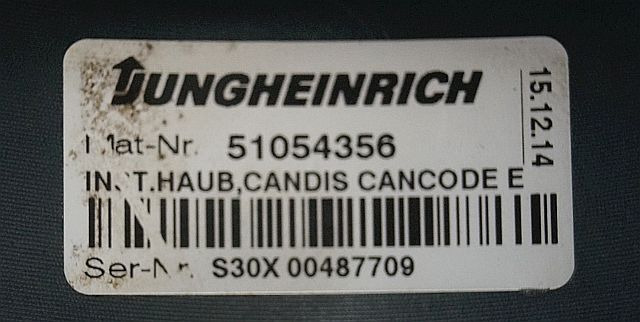 JUNGHEINRICH
15.12.14
Mat-Nr. 51054356
INST.HAUB,CANDIS CANCODE E
Ser-Nr. S30X 00487709